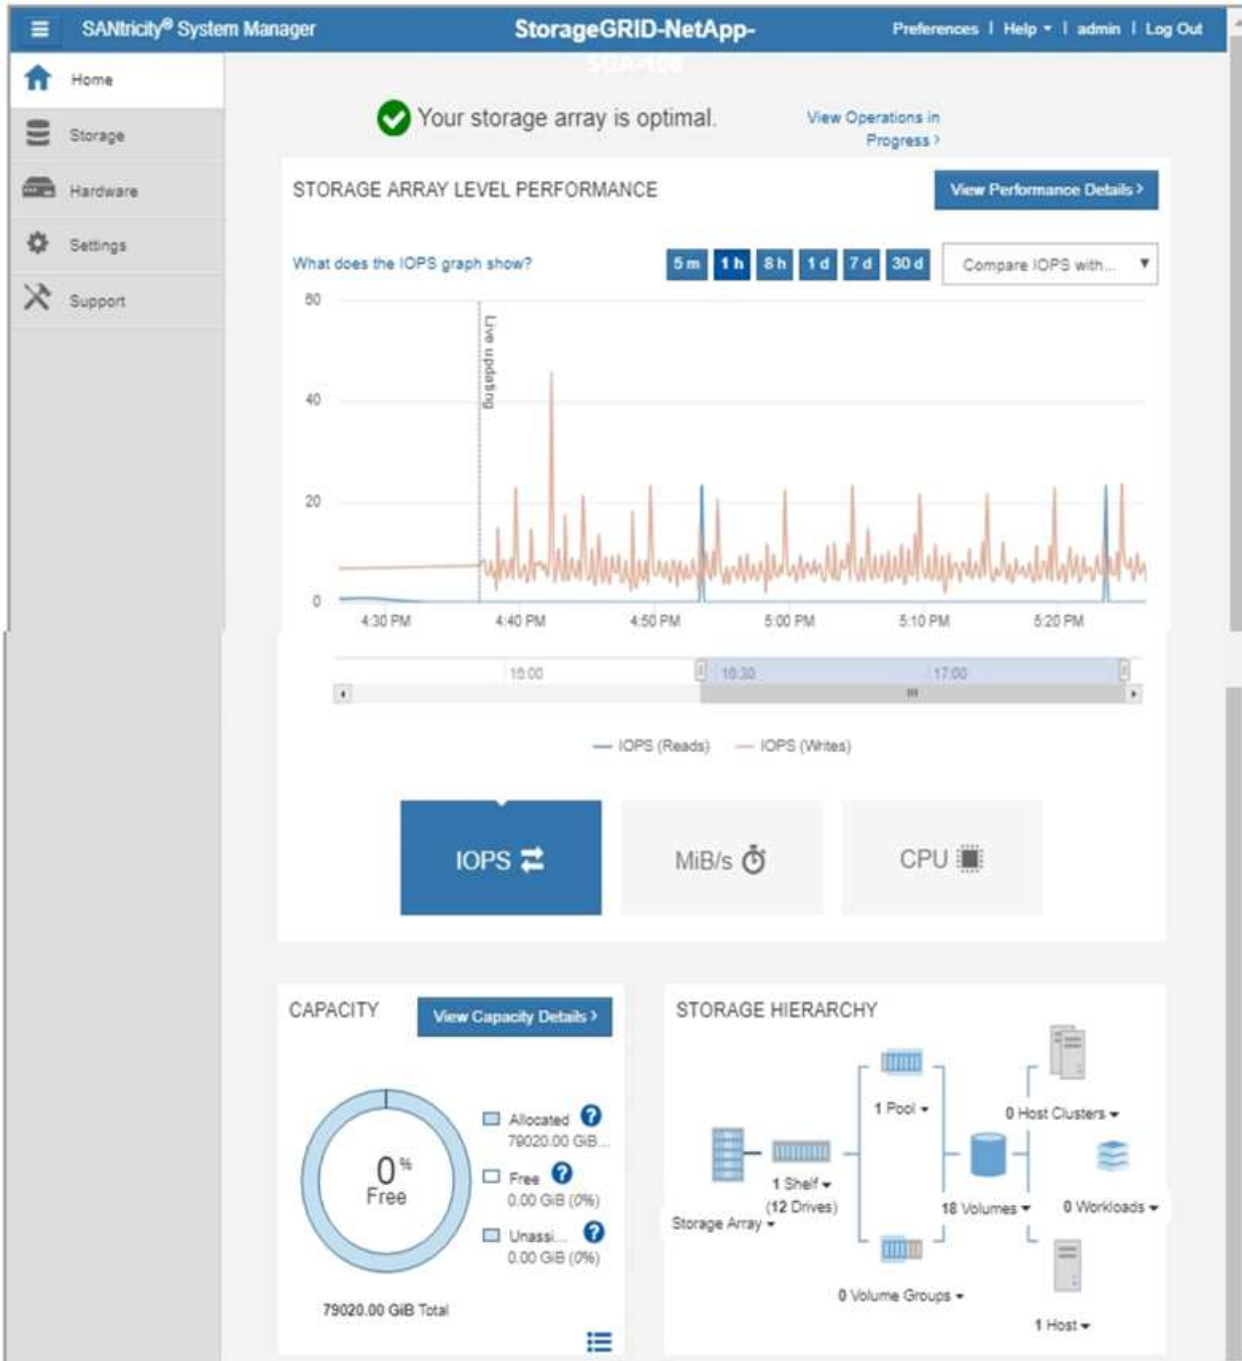 SANtricity® System Manager
StorageGRID-NetApp-
SGA-108
Preferences | Help | admin | Log Out
Home
Storage
Hardware
Settings
Support
Your storage array is optimal.
View Operations in
Progress >
STORAGE ARRAY LEVEL PERFORMANCE
View Performance Details >
What does the IOPS graph show?
5 m
1 h
8 h
1 d
7 d
30 d
Compare IOPS with...
60
40
20
0
Live updating
4:30 PM
4:40 PM
4:50 PM
5:00 PM
5:10 PM
5:20 PM
16:00
16:30
17:00
IOPS (Reads)
IOPS (Writes)
IOPS
MiB/s
CPU
CAPACITY
View Capacity Details >
0%
Free
Allocated
79020.00 GiB...
Free
0.00 GiB (0%)
Unassi...
0.00 GiB (0%)
79020.00 GiB Total
STORAGE HIERARCHY
Storage Array
1 Shelf
(12 Drives)
1 Pool
0 Volume Groups
18 Volumes
0 Host Clusters
0 Workloads
1 Host